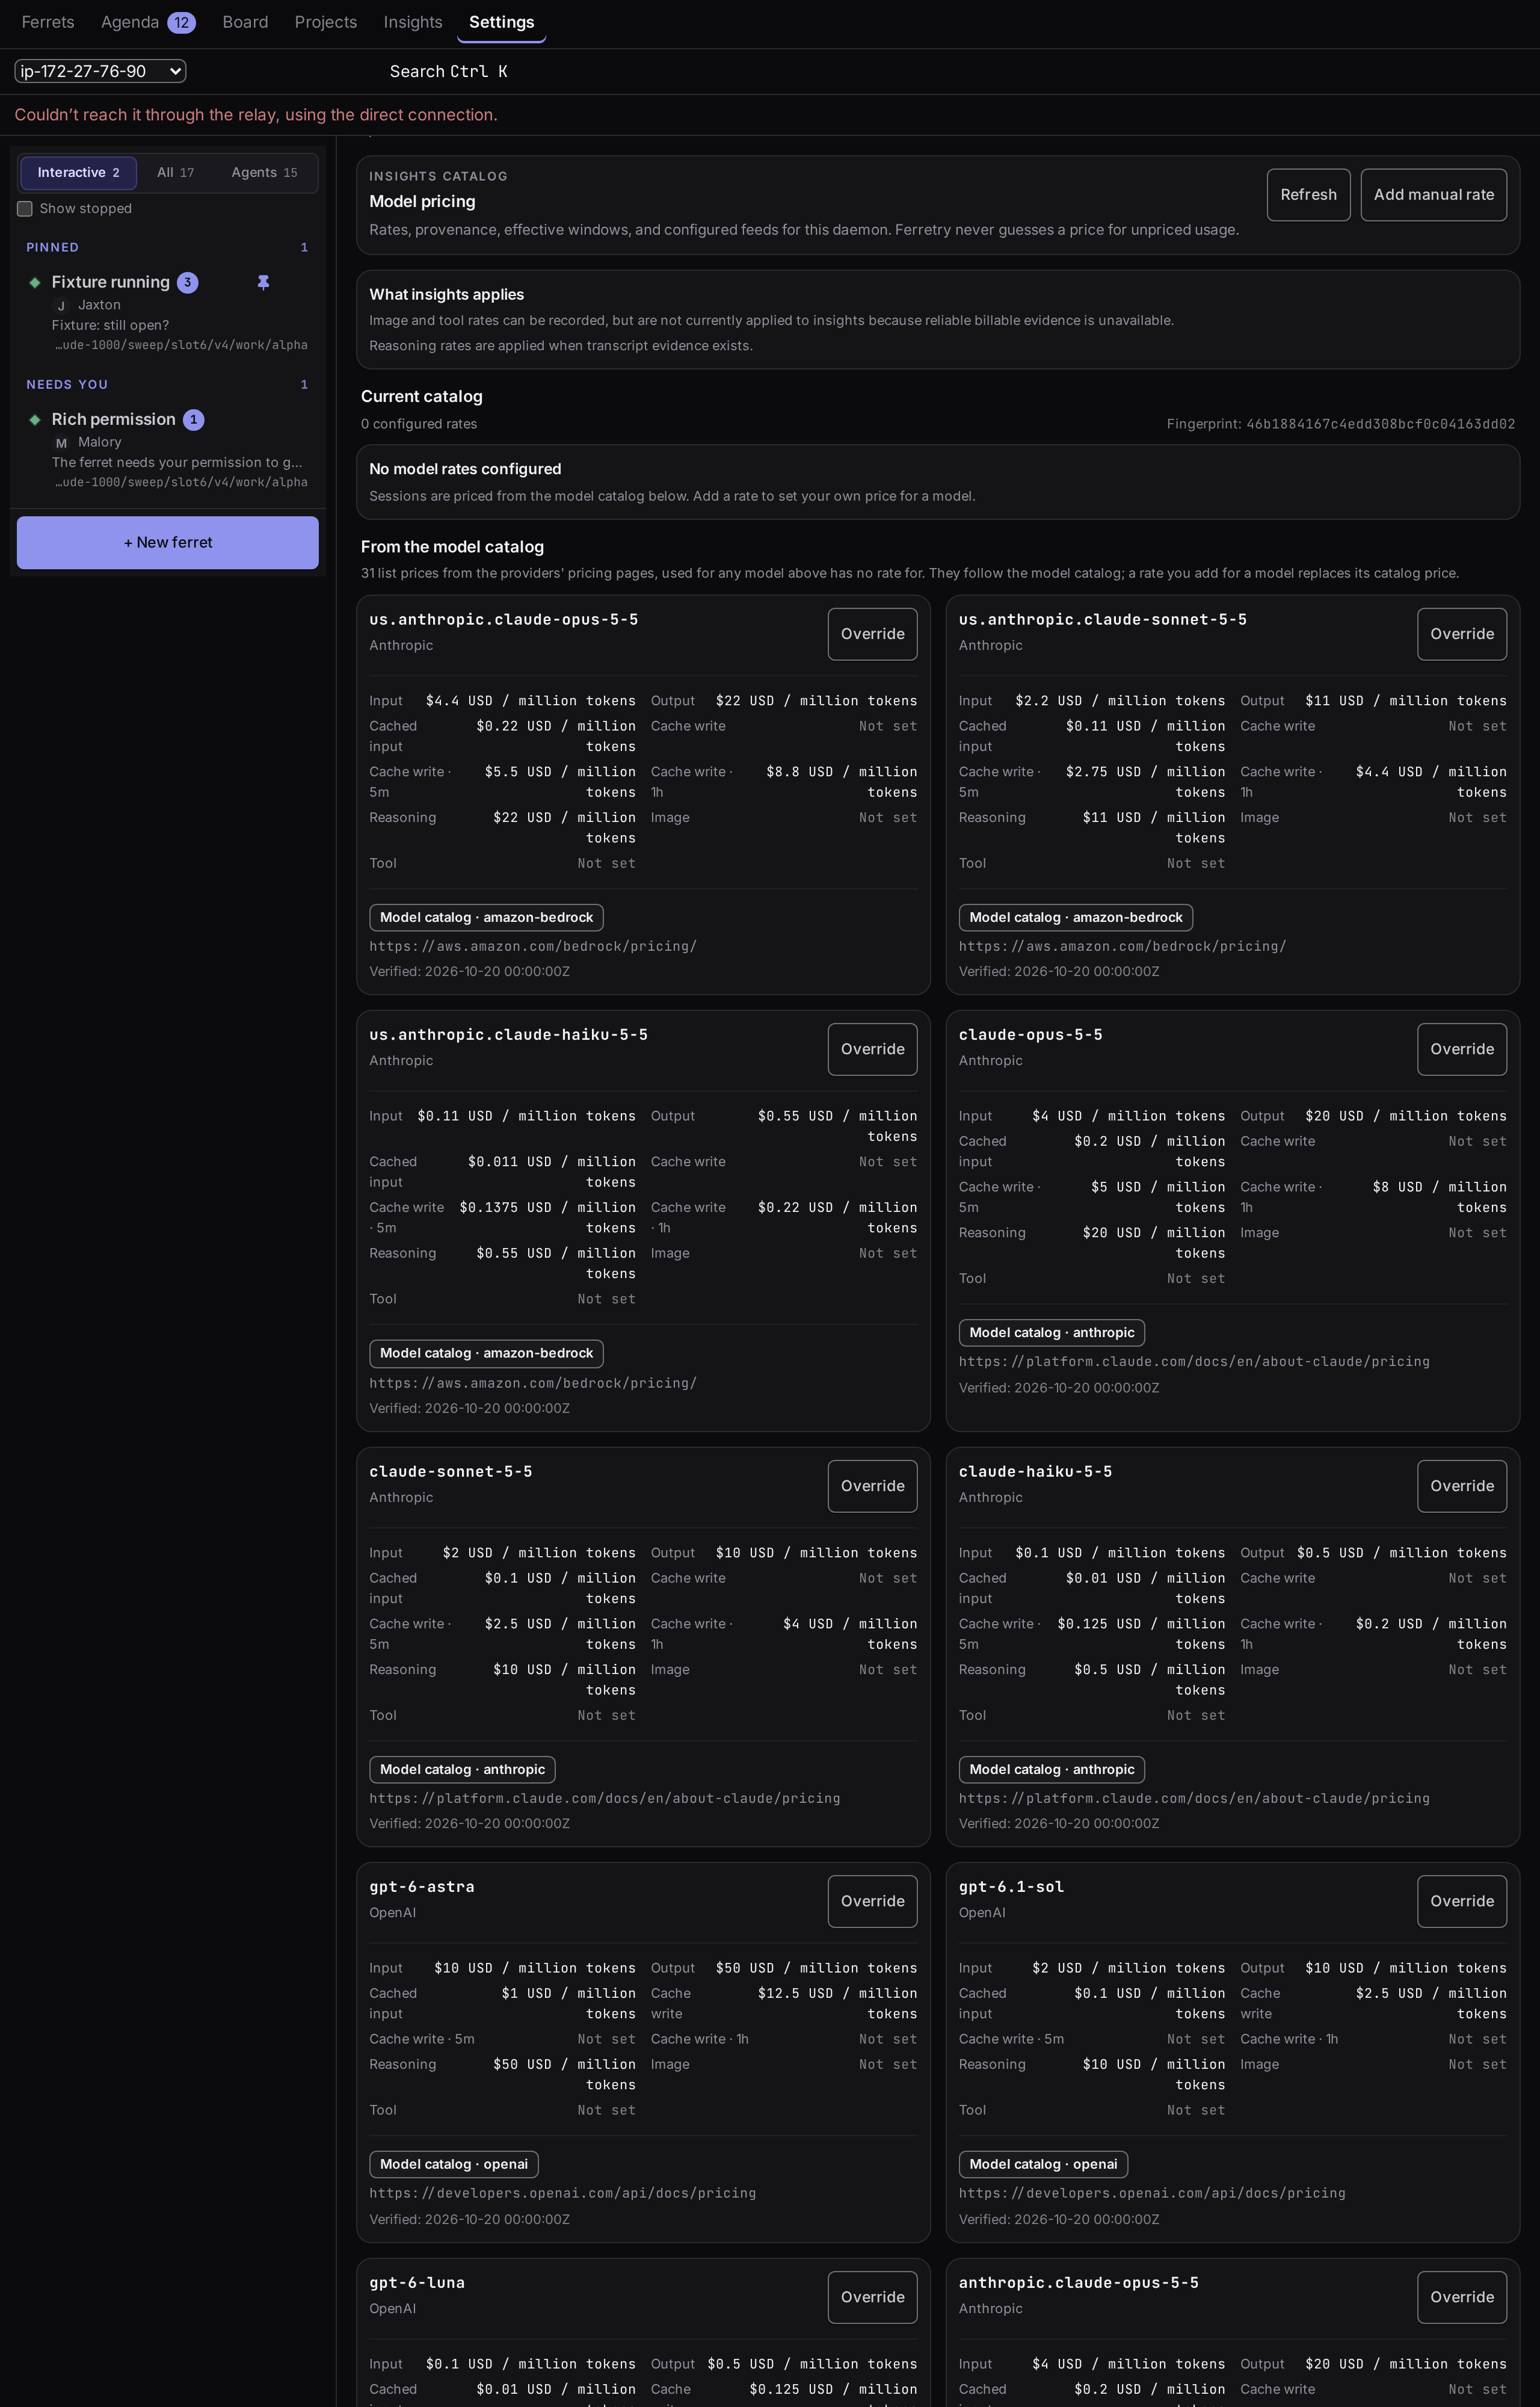 Ferrets Agenda 12 Board Projects Insights Settings
ip-172-27-76-90
Search Ctrl K
Couldn’t reach it through the relay, using the direct connection.
Interactive 2 All 17 Agents 15
Show stopped
PINNED 1
Fixture running 3
J Jaxton
Fixture: still open?
…ude-1000/sweep/slot6/v4/work/alpha
NEEDS YOU 1
Rich permission 1
M Malory
The ferret needs your permission to g…
…ude-1000/sweep/slot6/v4/work/alpha
+ New ferret
INSIGHTS CATALOG
Model pricing
Rates, provenance, effective windows, and configured feeds for this daemon. Ferretry never guesses a price for unpriced usage.
Refresh
Add manual rate
What insights applies
Image and tool rates can be recorded, but are not currently applied to insights because reliable billable evidence is unavailable.
Reasoning rates are applied when transcript evidence exists.
Current catalog
0 configured rates
Fingerprint: 46b1884167c4edd308bcf0c04163dd02
No model rates configured
Sessions are priced from the model catalog below. Add a rate to set your own price for a model.
From the model catalog
31 list prices from the providers' pricing pages, used for any model above has no rate for. They follow the model catalog; a rate you add for a model replaces its catalog price.
us.anthropic.claude-opus-5-5
Anthropic
Override
Input $4.4 USD / million tokens Output $22 USD / million tokens
Cached input $0.22 USD / million tokens Cache write Not set
Cache write · 5m $5.5 USD / million tokens Cache write · 1h $8.8 USD / million tokens
Reasoning $22 USD / million tokens Image Not set
Tool Not set
Model catalog · amazon-bedrock
https://aws.amazon.com/bedrock/pricing/
Verified: 2026-10-20 00:00:00Z
us.anthropic.claude-sonnet-5-5
Anthropic
Override
Input $2.2 USD / million tokens Output $11 USD / million tokens
Cached input $0.11 USD / million tokens Cache write Not set
Cache write · 5m $2.75 USD / million tokens Cache write · 1h $4.4 USD / million tokens
Reasoning $11 USD / million tokens Image Not set
Tool Not set
Model catalog · amazon-bedrock
https://aws.amazon.com/bedrock/pricing/
Verified: 2026-10-20 00:00:00Z
us.anthropic.claude-haiku-5-5
Anthropic
Override
Input $0.11 USD / million tokens Output $0.55 USD / million tokens
Cached input $0.011 USD / million tokens Cache write Not set
Cache write · 5m $0.1375 USD / million tokens Cache write · 1h $0.22 USD / million tokens
Reasoning $0.55 USD / million tokens Image Not set
Tool Not set
Model catalog · amazon-bedrock
https://aws.amazon.com/bedrock/pricing/
Verified: 2026-10-20 00:00:00Z
claude-opus-5-5
Anthropic
Override
Input $4 USD / million tokens Output $20 USD / million tokens
Cached input $0.2 USD / million tokens Cache write Not set
Cache write · 5m $5 USD / million tokens Cache write · 1h $8 USD / million tokens
Reasoning $20 USD / million tokens Image Not set
Tool Not set
Model catalog · anthropic
https://platform.claude.com/docs/en/about-claude/pricing
Verified: 2026-10-20 00:00:00Z
claude-sonnet-5-5
Anthropic
Override
Input $2 USD / million tokens Output $10 USD / million tokens
Cached input $0.1 USD / million tokens Cache write Not set
Cache write · 5m $2.5 USD / million tokens Cache write · 1h $4 USD / million tokens
Reasoning $10 USD / million tokens Image Not set
Tool Not set
Model catalog · anthropic
https://platform.claude.com/docs/en/about-claude/pricing
Verified: 2026-10-20 00:00:00Z
claude-haiku-5-5
Anthropic
Override
Input $0.1 USD / million tokens Output $0.5 USD / million tokens
Cached input $0.01 USD / million tokens Cache write Not set
Cache write · 5m $0.125 USD / million tokens Cache write · 1h $0.2 USD / million tokens
Reasoning $0.5 USD / million tokens Image Not set
Tool Not set
Model catalog · anthropic
https://platform.claude.com/docs/en/about-claude/pricing
Verified: 2026-10-20 00:00:00Z
gpt-6-astra
OpenAI
Override
Input $10 USD / million tokens Output $50 USD / million tokens
Cached input $1 USD / million tokens Cache write $12.5 USD / million tokens
Cache write · 5m Not set Cache write · 1h Not set
Reasoning $50 USD / million tokens Image Not set
Tool Not set
Model catalog · openai
https://developers.openai.com/api/docs/pricing
Verified: 2026-10-20 00:00:00Z
gpt-6.1-sol
OpenAI
Override
Input $2 USD / million tokens Output $10 USD / million tokens
Cached input $0.1 USD / million tokens Cache write $2.5 USD / million tokens
Cache write · 5m Not set Cache write · 1h Not set
Reasoning $10 USD / million tokens Image Not set
Tool Not set
Model catalog · openai
https://developers.openai.com/api/docs/pricing
Verified: 2026-10-20 00:00:00Z
gpt-6-luna
OpenAI
Override
Input $0.1 USD / million tokens Output $0.5 USD / million tokens
Cached $0.01 USD / million Cache $0.125 USD / million
anthropic.claude-opus-5-5
Anthropic
Override
Input $4 USD / million tokens Output $20 USD / million tokens
Cached $0.2 USD / million Cache write Not set